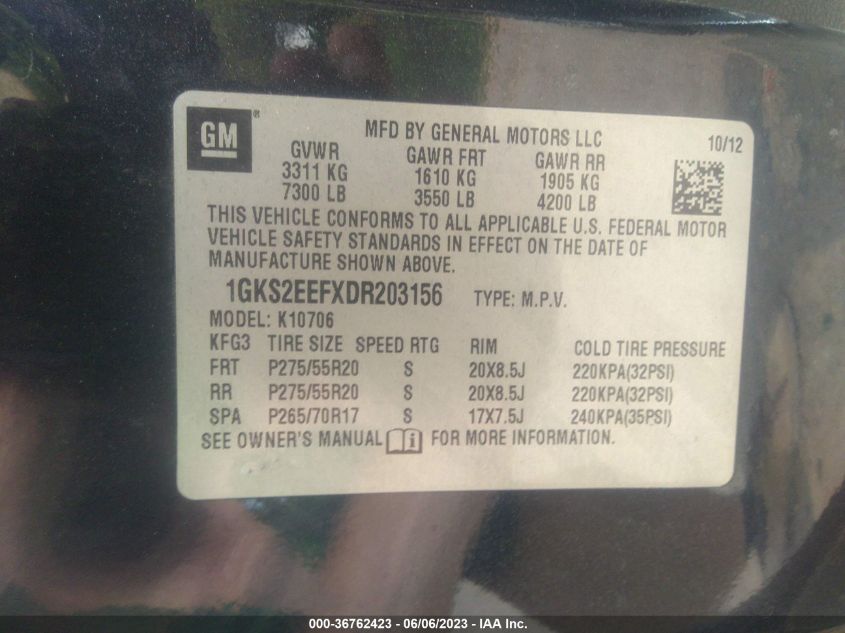 GM®
MFD BY GENERAL MOTORS LLC 10/12
GVWR GAWR FRT GAWR RR
3311 KG 1610 KG 1905 KG
7300 LB 3550 LB 4200 LB
THIS VEHICLE CONFORMS TO ALL APPLICABLE U.S. FEDERAL MOTOR
VEHICLE SAFETY STANDARDS IN EFFECT ON THE DATE OF
MANUFACTURE SHOWN ABOVE.
1GKS2EEFXDR203156 TYPE: M.P.V.
MODEL: K10706
KFG3 TIRE SIZE SPEED RTG RIM COLD TIRE PRESSURE
FRT P275/55R20 S 20X8.5J 220KPA(32PSI)
RR P275/55R20 S 20X8.5J 220KPA(32PSI)
SPA P265/70R17 S 17X7.5J 240KPA(35PSI)
SEE OWNER'S MANUAL i FOR MORE INFORMATION.
000-36762423 - 06/06/2023 - IAA Inc.